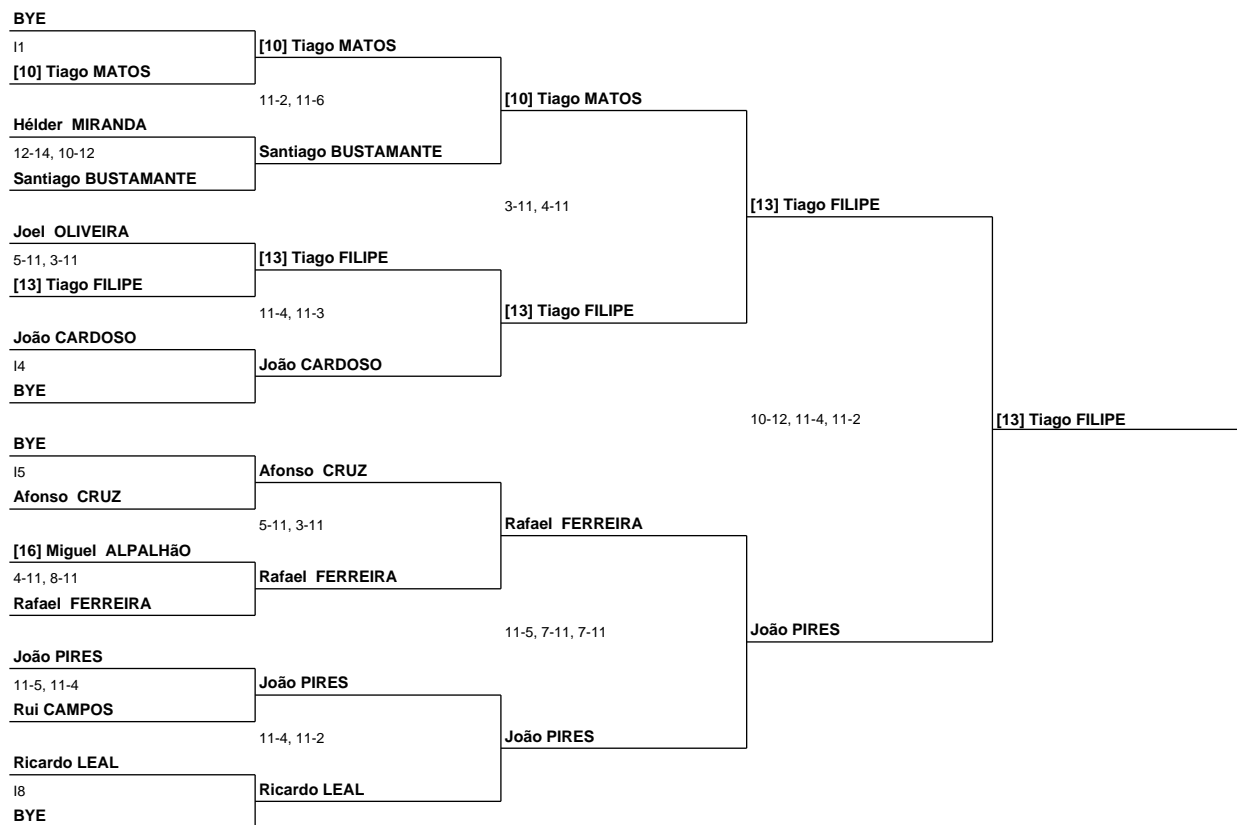 BYE
I1
[10] Tiago MATOS
[10] Tiago MATOS
11-2, 11-6
[10] Tiago MATOS
Hélder MIRANDA
12-14, 10-12
Santiago BUSTAMANTE
Santiago BUSTAMANTE
3-11, 4-11
[13] Tiago FILIPE
Joel OLIVEIRA
5-11, 3-11
[13] Tiago FILIPE
[13] Tiago FILIPE
11-4, 11-3
[13] Tiago FILIPE
João CARDOSO
I4
BYE
João CARDOSO
10-12, 11-4, 11-2
[13] Tiago FILIPE
BYE
I5
Afonso CRUZ
Afonso CRUZ
5-11, 3-11
Rafael FERREIRA
[16] Miguel ALPALHãO
4-11, 8-11
Rafael FERREIRA
Rafael FERREIRA
11-5, 7-11, 7-11
João PIRES
João PIRES
11-5, 11-4
Rui CAMPOS
João PIRES
11-4, 11-2
João PIRES
Ricardo LEAL
I8
BYE
Ricardo LEAL